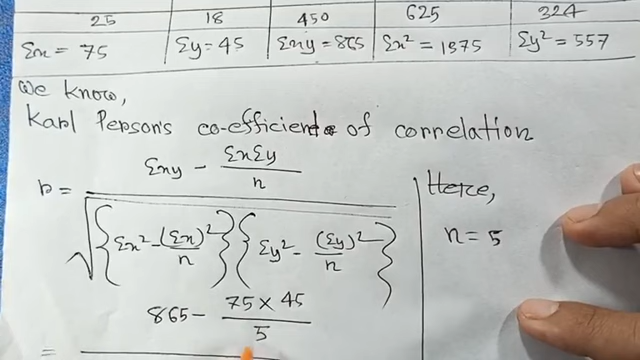 25 18 450 625 324
Σx = 75 Σy = 45 Σxy = 865 Σx² = 1375 Σy² = 557
We know,
Karl Person's co-efficient of correlation
r = Σxy - ΣxΣy/n / √{Σx² - (Σx)²/n}{Σy² - (Σy)²/n}
Here,
n = 5
865 - 75 × 45 / 5
=